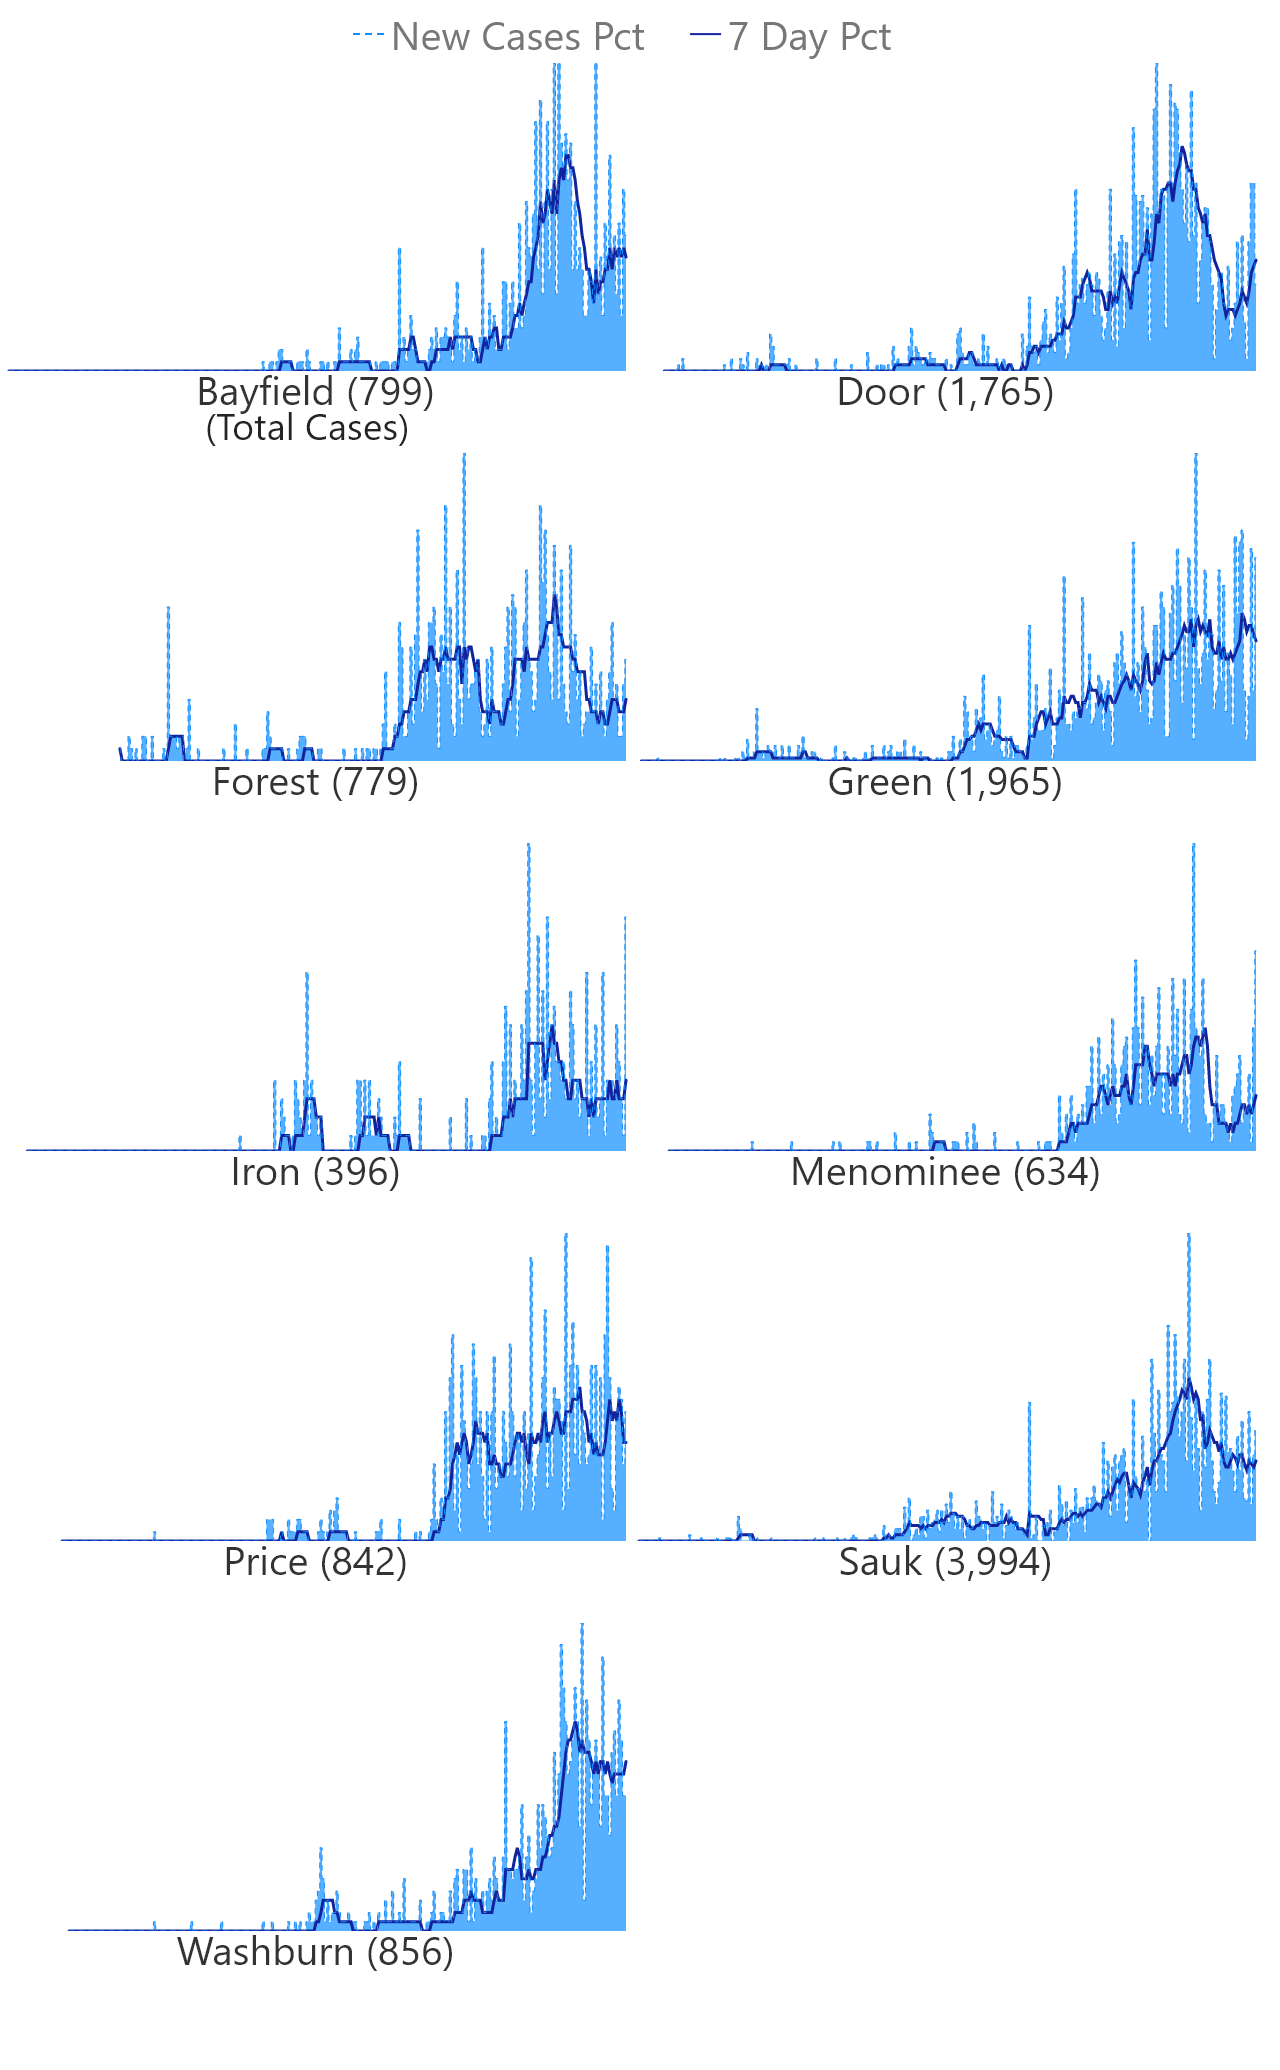 New Cases Pct 7 Day Pct
Bayfield (799)
(Total Cases)
Door (1,765)
Forest (779)
Green (1,965)
Iron (396)
Menominee (634)
Price (842)
Sauk (3,994)
Washburn (856)